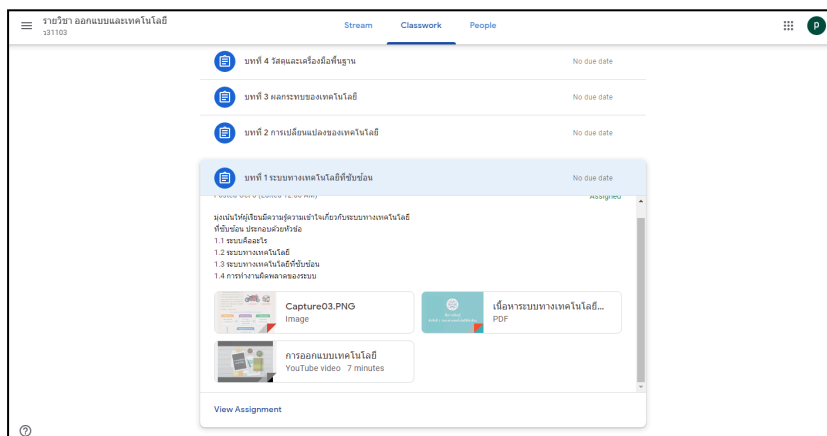 รายวิชา ออกแบบและเทคโนโลยี
ว31103
Stream
Classwork
People
p
บทที่ 4 วัสดุและเครื่องมือพื้นฐาน
No due date
บทที่ 3 ผลกระทบของเทคโนโลยี
No due date
บทที่ 2 การเปลี่ยนแปลงของเทคโนโลยี
No due date
บทที่ 1 ระบบทางเทคโนโลยีที่ซับซ้อน
No due date
Assigned
มุ่งเน้นให้ผู้เรียนมีความรู้ความเข้าใจเกี่ยวกับระบบทางเทคโนโลยี
ที่ซับซ้อน ประกอบด้วยหัวข้อ
1.1 ระบบคืออะไร
1.2 ระบบทางเทคโนโลยี
1.3 ระบบทางเทคโนโลยีที่ซับซ้อน
1.4 การทำงานผิดพลาดของระบบ
Capture03.PNG
Image
เนื้อหาระบบทางเทคโนโลยี...
PDF
การออกแบบเทคโนโลยี
YouTube video 7 minutes
View Assignment